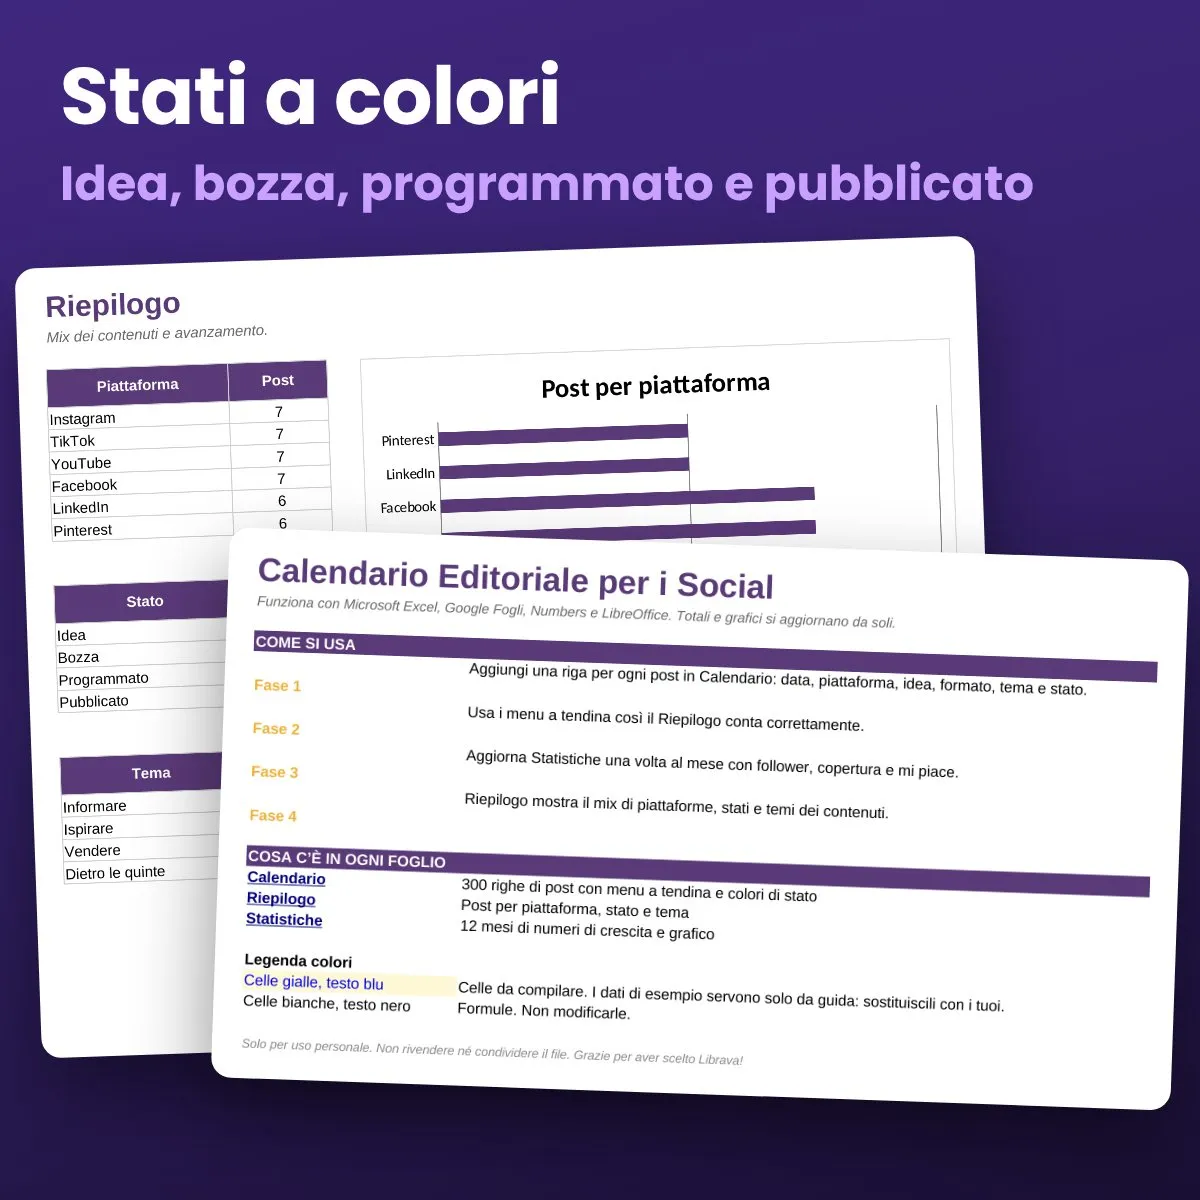 Stati a colori
Idea, bozza, programmato e pubblicato
Riepilogo
Mix dei contenuti e avanzamento.
Piattaforma Post
Instagram 7
TikTok 7
YouTube 7
Facebook 7
LinkedIn 6
Pinterest 6
Post per piattaforma
Pinterest
LinkedIn
Facebook
Stato
Idea
Bozza
Programmato
Pubblicato
Tema
Informare
Ispirare
Vendere
Dietro le quinte
Calendario Editoriale per i Social
Funziona con Microsoft Excel, Google Fogli, Numbers e LibreOffice. Totali e grafici si aggiornano da soli.
COME SI USA
Fase 1 Aggiungi una riga per ogni post in Calendario: data, piattaforma, idea, formato, tema e stato.
Fase 2 Usa i menu a tendina così il Riepilogo conta correttamente.
Fase 3 Aggiorna Statistiche una volta al mese con follower, copertura e mi piace.
Fase 4 Riepilogo mostra il mix di piattaforme, stati e temi dei contenuti.
COSA C’È IN OGNI FOGLIO
Calendario 300 righe di post con menu a tendina e colori di stato
Riepilogo Post per piattaforma, stato e tema
Statistiche 12 mesi di numeri di crescita e grafico
Legenda colori
Celle gialle, testo blu Celle da compilare. I dati di esempio servono solo da guida: sostituiscili con i tuoi.
Celle bianche, testo nero Formule. Non modificarle.
Solo per uso personale. Non rivendere né condividere il file. Grazie per aver scelto Librava!